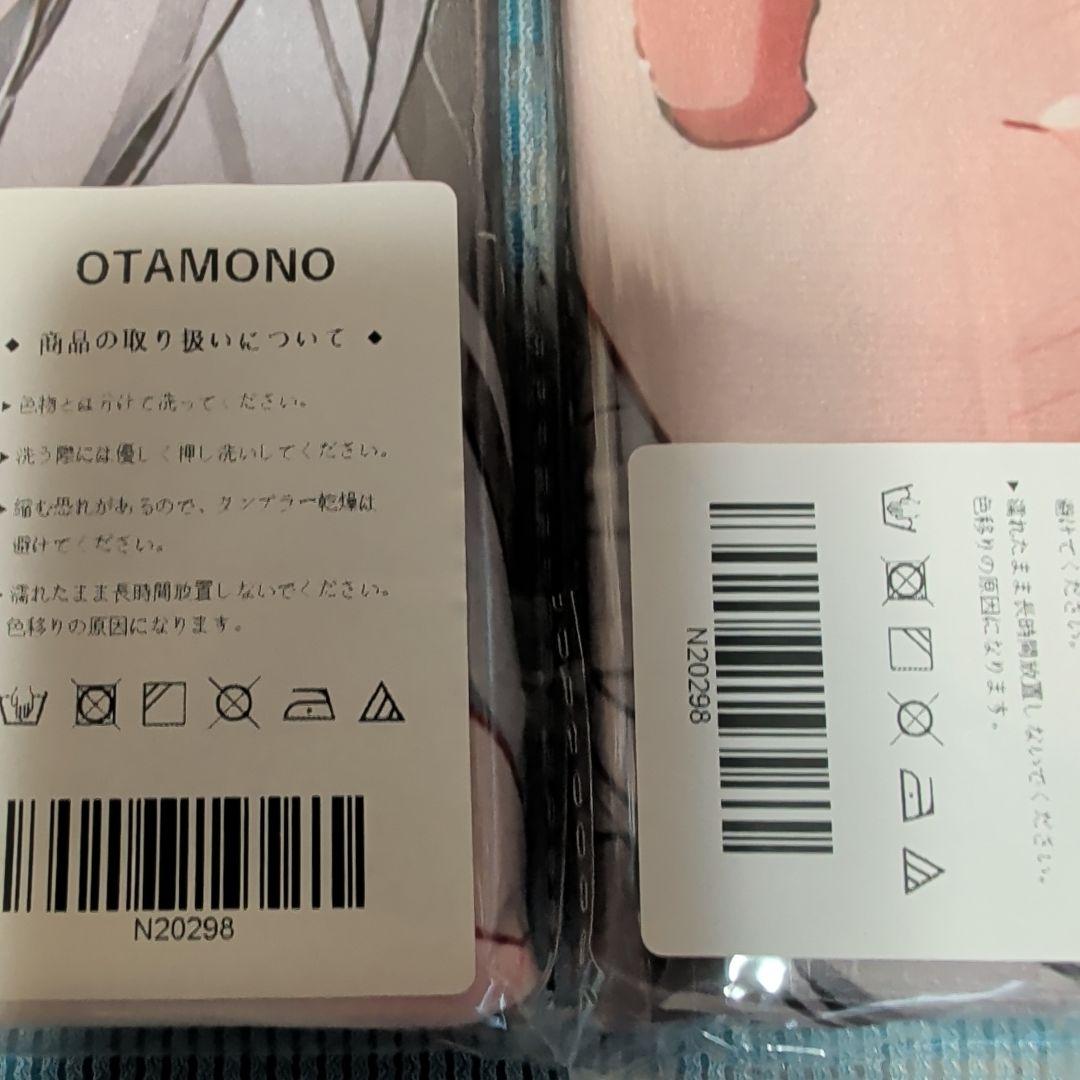 OTAMONO
◆ 商品の取り扱いについて ◆
▶ 色物とは分けて洗ってください。
▶ 洗う際には優しく押し洗いしてください。
▶ 縮む恐れがあるので、タンブラー乾燥は
避けてください。
濡れたまま長時間放置しないでください。
色移りの原因になります。
N20298
避けてください。
▶ 濡れたまま長時間放置しないでください。
色移りの原因になります。
N20298